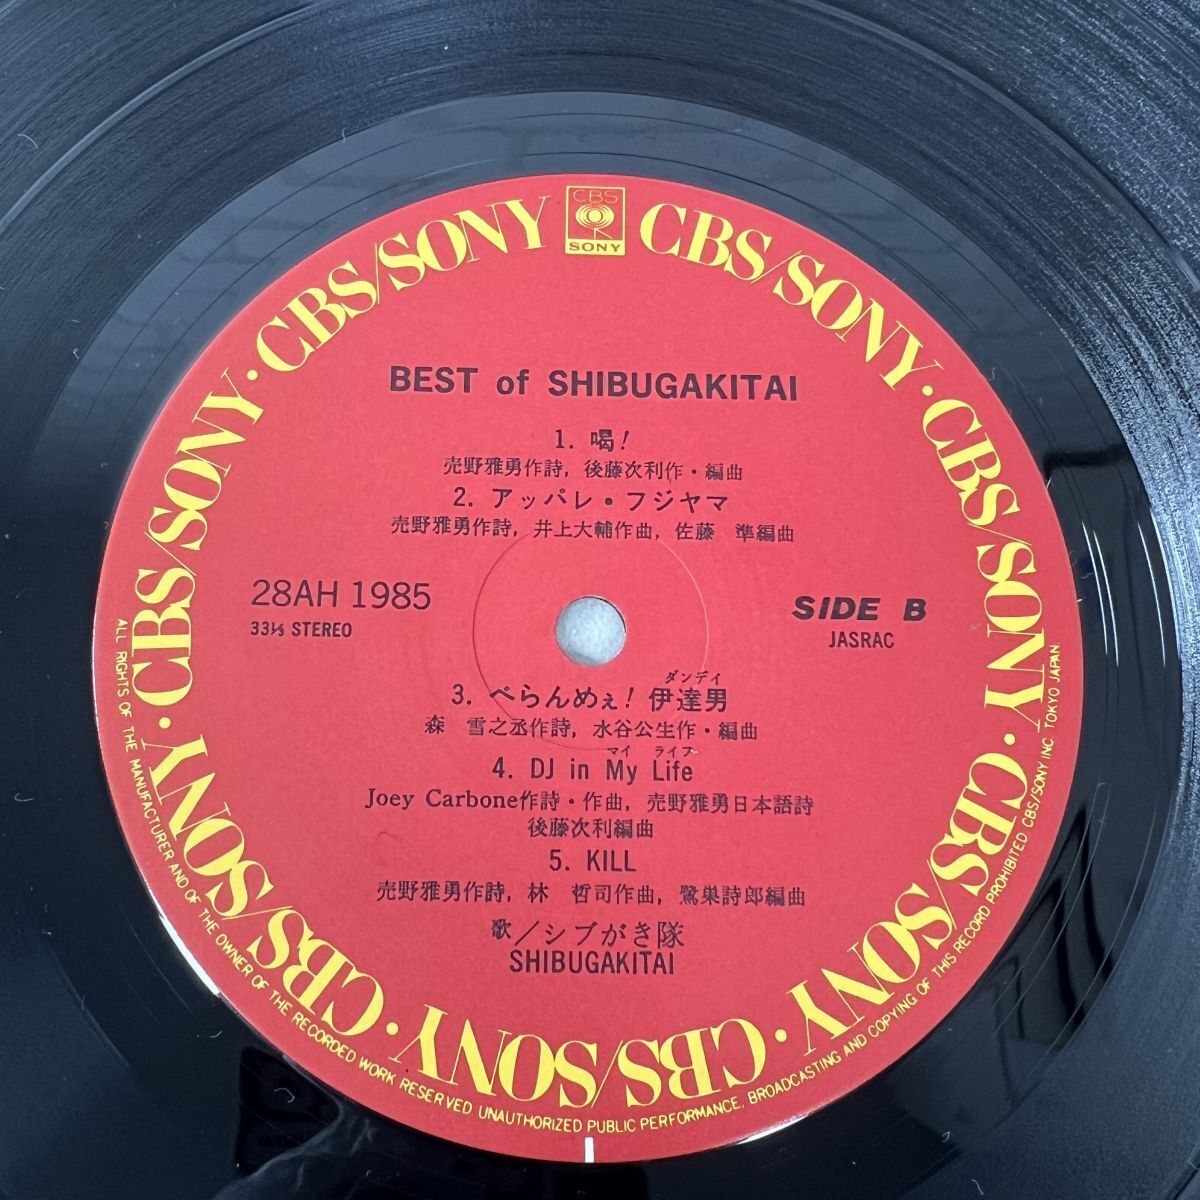 CBS
SONY
CBS/SONY · CBS/SONY · CBS/SONY · CBS/SONY · CBS/SONY · CBS/SONY · CBS/SONY · CBS/SONY
BEST of SHIBUGAKITAI
1. 喝!
売野雅勇作詩, 後藤次利作・編曲
2. アッパレ・フジヤマ
売野雅勇作詩, 井上大輔作曲, 佐藤 準編曲
28AH 1985
33⅓ STEREO
SIDE B
JASRAC
ダンディ
3. べらんめぇ! 伊達男
森 雪之丞作詩, 水谷公生作・編曲
マイ ライフ
4. DJ in My Life
Joey Carbone作詩・作曲, 売野雅勇日本語詩
後藤次利編曲
5. KILL
売野雅勇作詩, 林 哲司作曲, 鷺巣詩郎編曲
歌/シブがき隊
SHIBUGAKITAI
ALL RIGHTS OF THE MANUFACTURER AND OF THE OWNER OF THE RECORDED WORK RESERVED UNAUTHORIZED PUBLIC PERFORMANCE, BROADCASTING AND COPYING OF THIS RECORD PROHIBITED CBS/SONY INC. TOKYO JAPAN